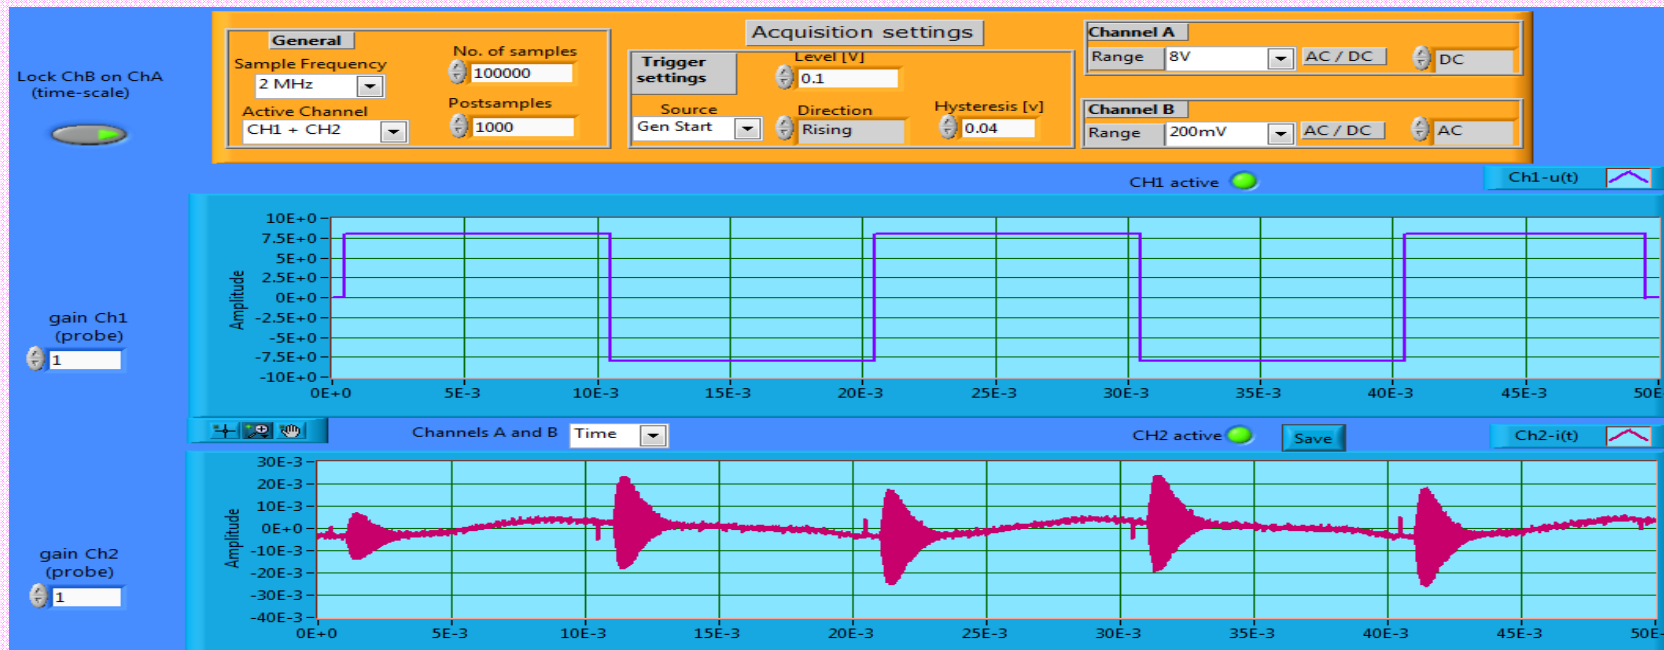 Acquisition settings
General
Sample Frequency
2 MHz
Active Channel
CH1 + CH2
No. of samples
100000
Postsamples
1000
Trigger
settings
Level [V]
0.1
Source
Gen Start
Direction
Rising
Hysteresis [v]
0.04
Channel A
Range 8V AC / DC DC
Channel B
Range 200mV AC / DC AC
Lock ChB on ChA
(time-scale)
CH1 active
Ch1-u(t)
gain Ch1
(probe)
1
Amplitude
10E+0
7.5E+0
5E+0
2.5E+0
0E+0
-2.5E+0
-5E+0
-7.5E+0
-10E+0
0E+0 5E-3 10E-3 15E-3 20E-3 25E-3 30E-3 35E-3 40E-3 45E-3 50E-
Channels A and B Time
CH2 active
Save
Ch2-i(t)
gain Ch2
(probe)
1
Amplitude
30E-3
20E-3
10E-3
0E+0
-10E-3
-20E-3
-30E-3
-40E-3
0E+0 5E-3 10E-3 15E-3 20E-3 25E-3 30E-3 35E-3 40E-3 45E-3 50E-